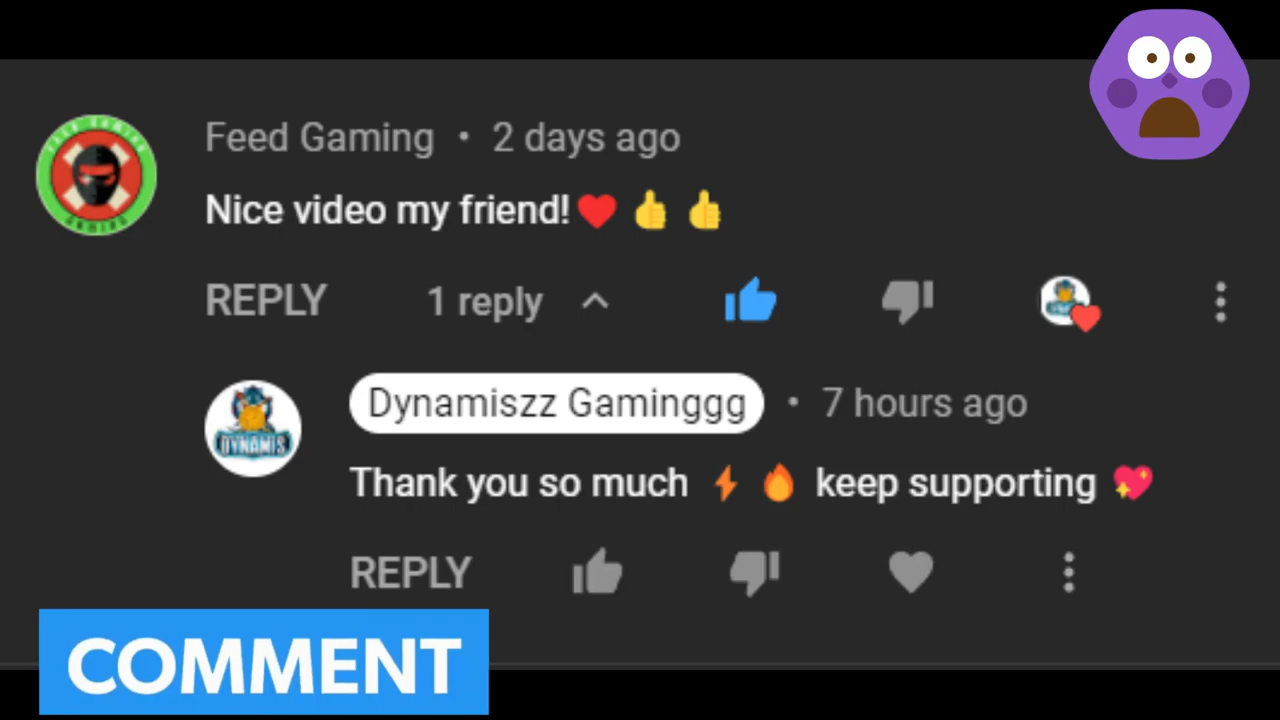 Feed Gaming • 2 days ago
Nice video my friend!❤️ 👍 👍
REPLY 1 reply
Dynamiszz Gaminggg • 7 hours ago
DYNAMIS
Thank you so much ⚡ 🔥 keep supporting 💖
REPLY
COMMENT